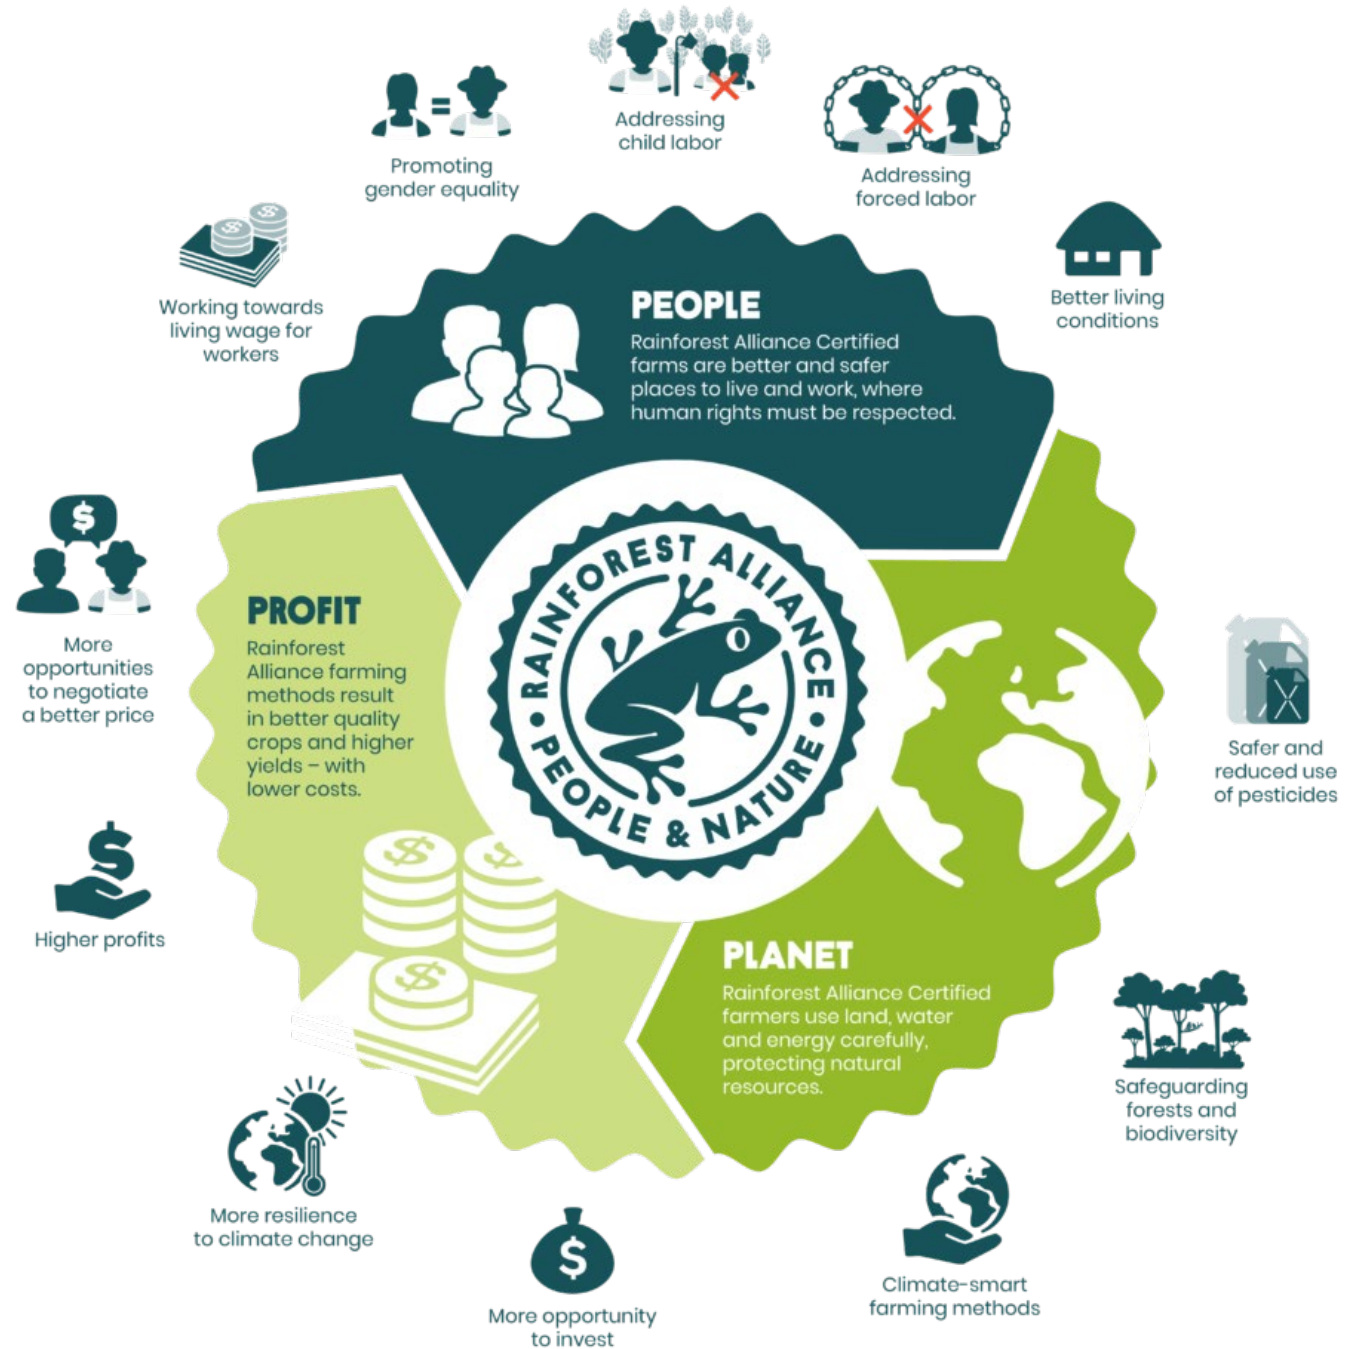 Addressing
child labor
Promoting
gender equality
Addressing
forced labor
Working towards
living wage for
workers
Better living
conditions
PEOPLE
Rainforest Alliance Certified
farms are better and safer
places to live and work, where
human rights must be respected.
$
More
opportunities
to negotiate
a better price
PROFIT
Rainforest
Alliance farming
methods result
in better quality
crops and higher
yields – with
lower costs.
RAINFOREST ALLIANCE
• PEOPLE & NATURE •
Safer and
reduced use
of pesticides
$
Higher profits
$ $
$
PLANET
Rainforest Alliance Certified
farmers use land, water
and energy carefully,
protecting natural
resources.
Safeguarding
forests and
biodiversity
More resilience
to climate change
$
More opportunity
to invest
Climate-smart
farming methods